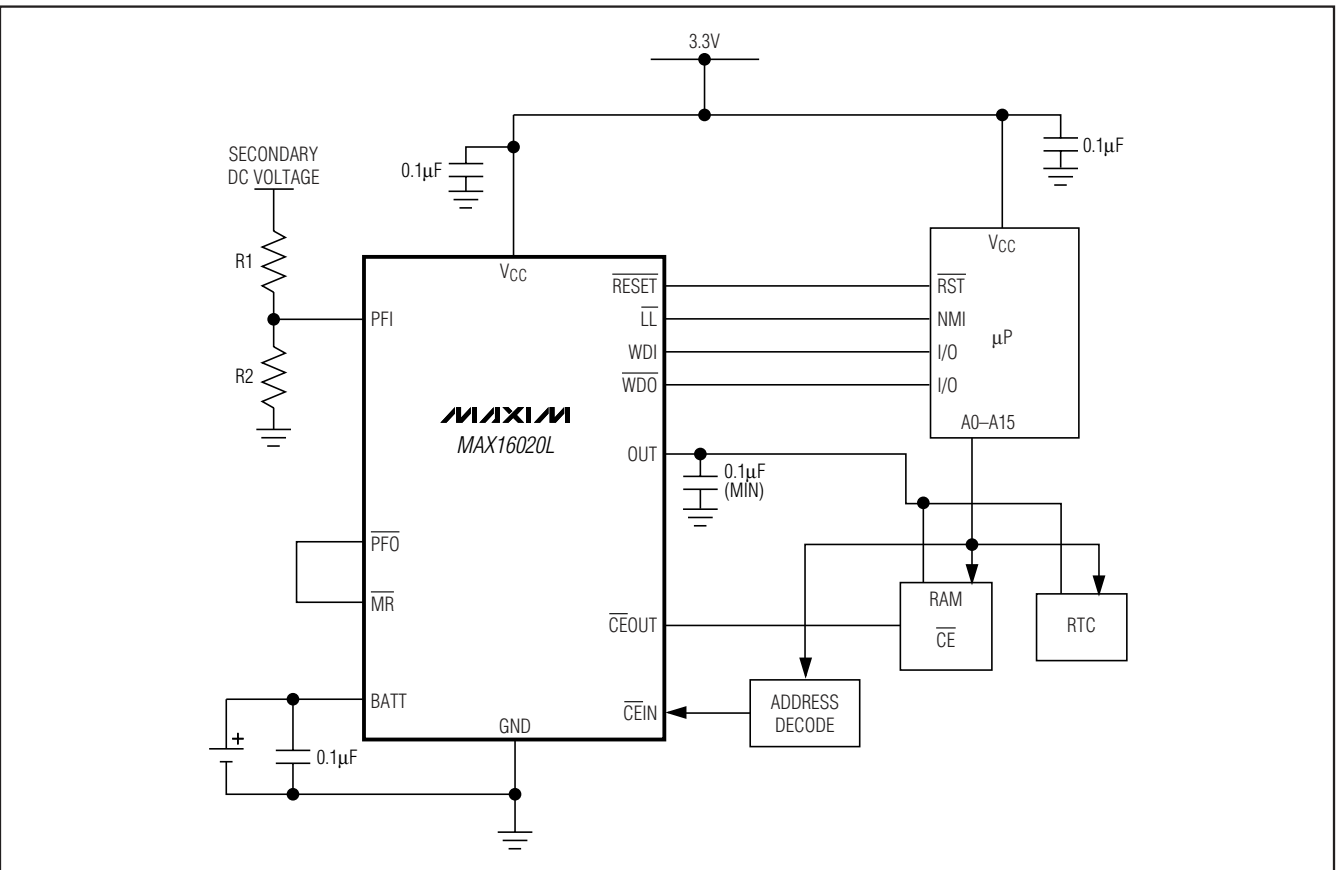 3.3V
SECONDARY
DC VOLTAGE
0.1µF
0.1µF
R1
R2
VCC
PFI
PFO
MR
BATT
GND
RESET
LL
WDI
WDO
OUT
CEOUT
CEIN
MAXIM
MAX16020L
+
0.1µF
0.1µF
(MIN)
VCC
RST
NMI
I/O
I/O
µP
A0–A15
RAM
CE
RTC
ADDRESS
DECODE